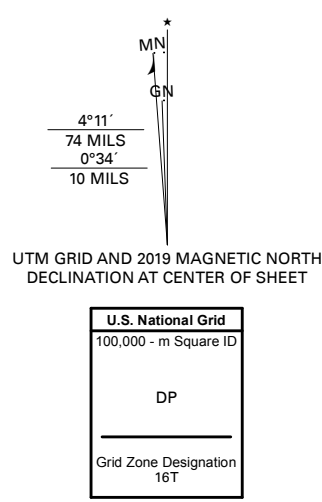 MN
GN
4°11´
74 MILS
0°34´
10 MILS
UTM GRID AND 2019 MAGNETIC NORTH
DECLINATION AT CENTER OF SHEET
U.S. National Grid
100,000 - m Square ID
DP
Grid Zone Designation
16T